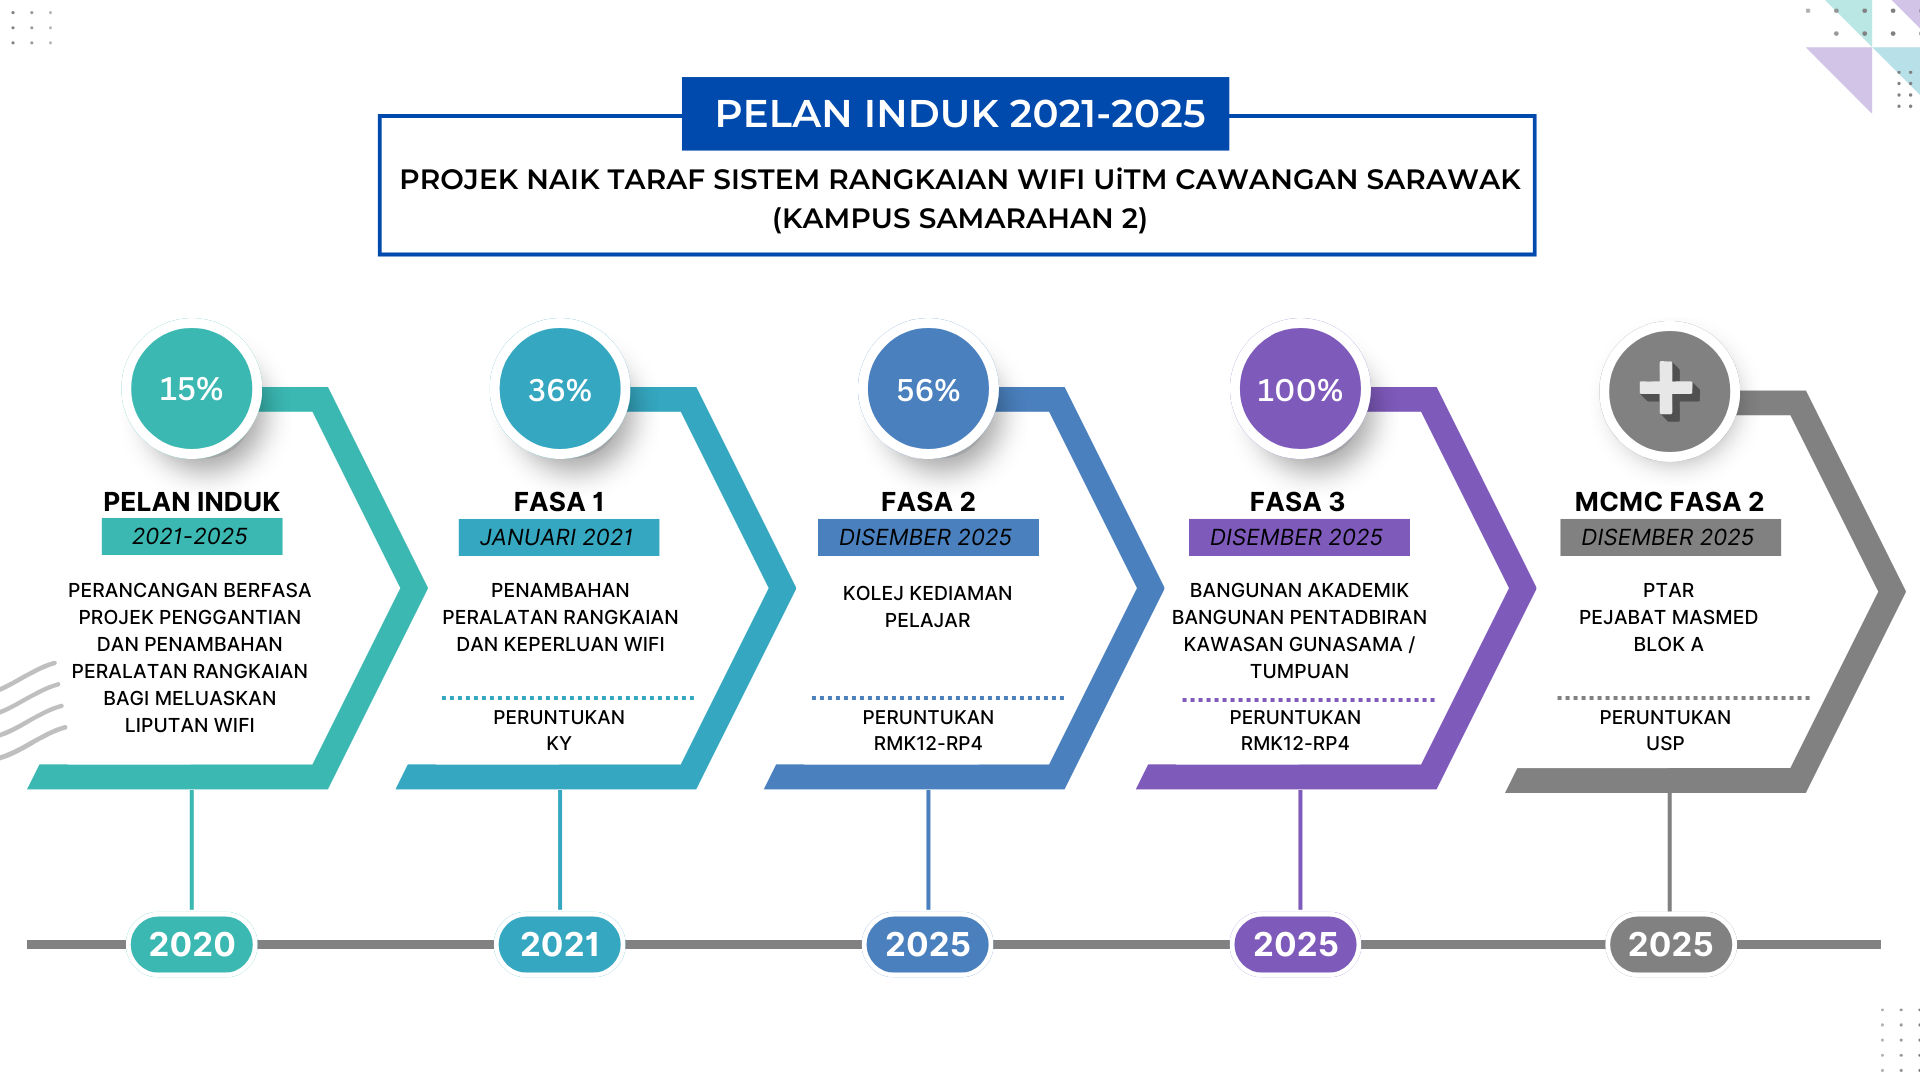 PELAN INDUK 2021-2025
PROJEK NAIK TARAF SISTEM RANGKAIAN WIFI UiTM CAWANGAN SARAWAK
(KAMPUS SAMARAHAN 2)
15%
PELAN INDUK
2021-2025
PERANCANGAN BERFASA
PROJEK PENGGANTIAN
DAN PENAMBAHAN
PERALATAN RANGKAIAN
BAGI MELUASKAN
LIPUTAN WIFI
2020
36%
FASA 1
JANUARI 2021
PENAMBAHAN
PERALATAN RANGKAIAN
DAN KEPERLUAN WIFI
PERUNTUKAN
KY
2021
56%
FASA 2
DISEMBER 2025
KOLEJ KEDIAMAN
PELAJAR
PERUNTUKAN
RMK12-RP4
2025
100%
FASA 3
DISEMBER 2025
BANGUNAN AKADEMIK
BANGUNAN PENTADBIRAN
KAWASAN GUNASAMA /
TUMPUAN
PERUNTUKAN
RMK12-RP4
2025
MCMC FASA 2
DISEMBER 2025
PTAR
PEJABAT MASMED
BLOK A
PERUNTUKAN
USP
2025